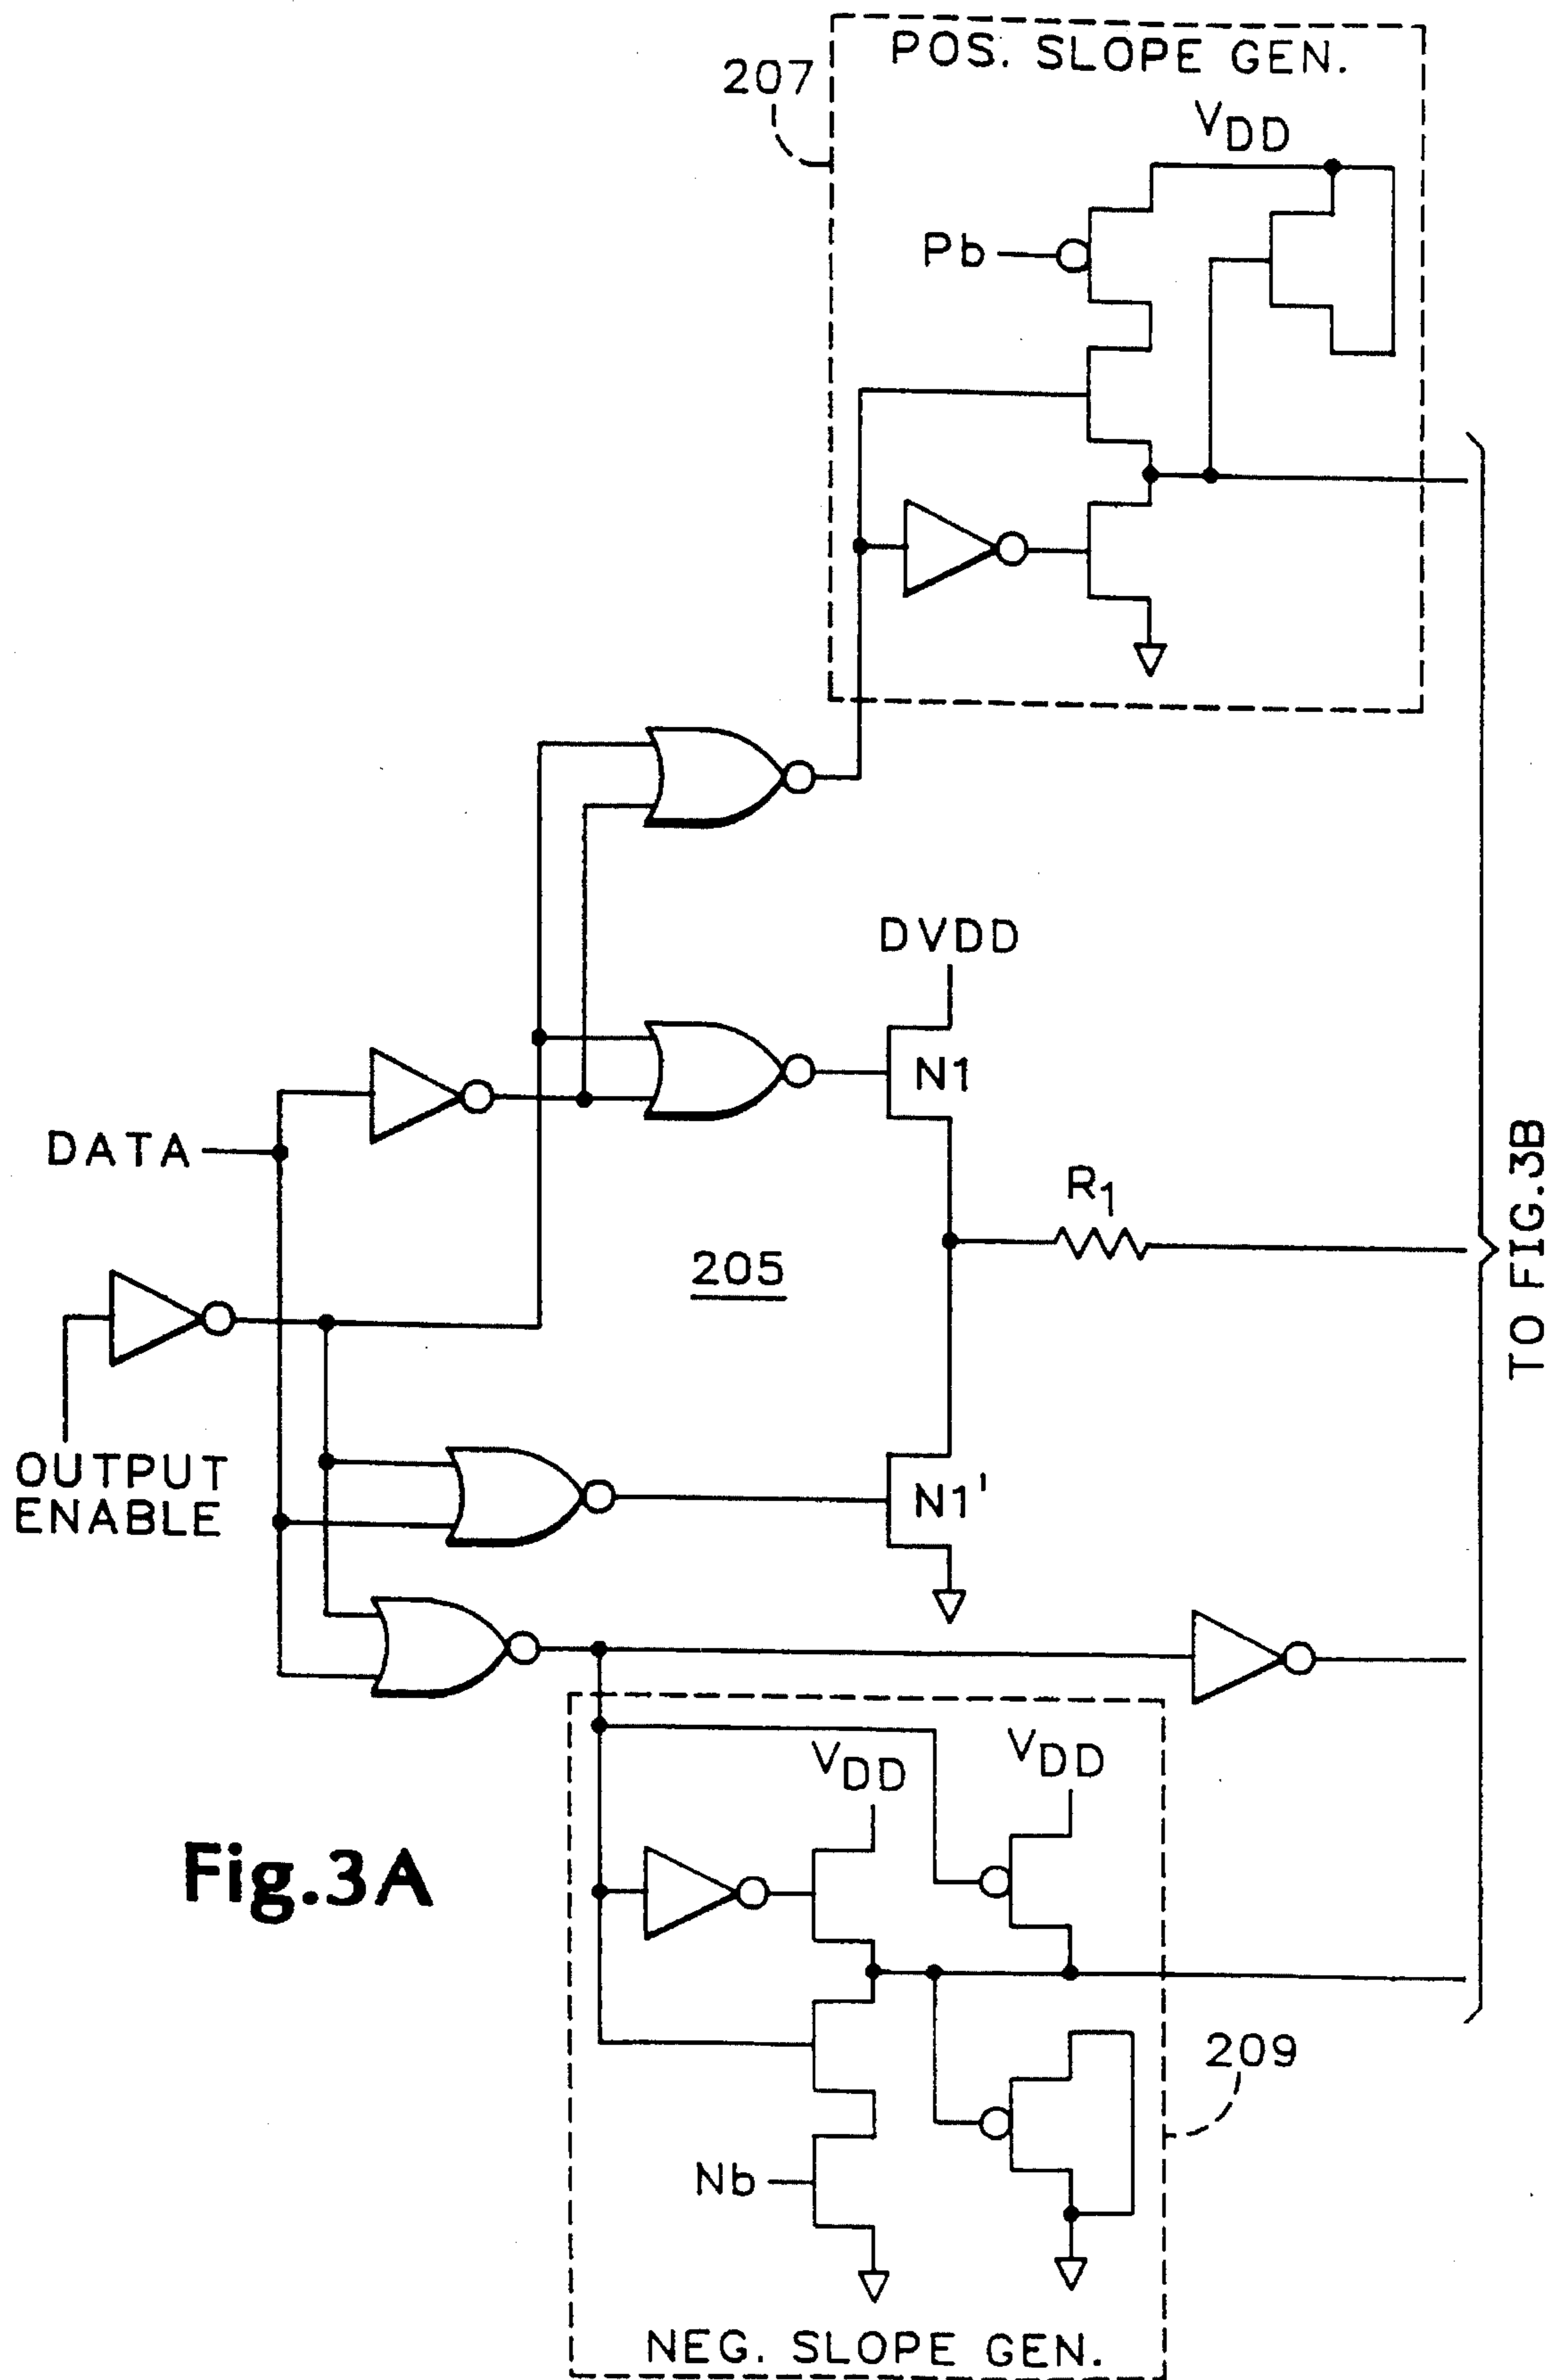 POS. SLOPE GEN.
207
VDD
Pb
DVDD
N1
DATA
R1
205
TO FIG.3B
OUTPUT
ENABLE
N1'
VDD
VDD
Fig.3A
209
Nb
NEG. SLOPE GEN.